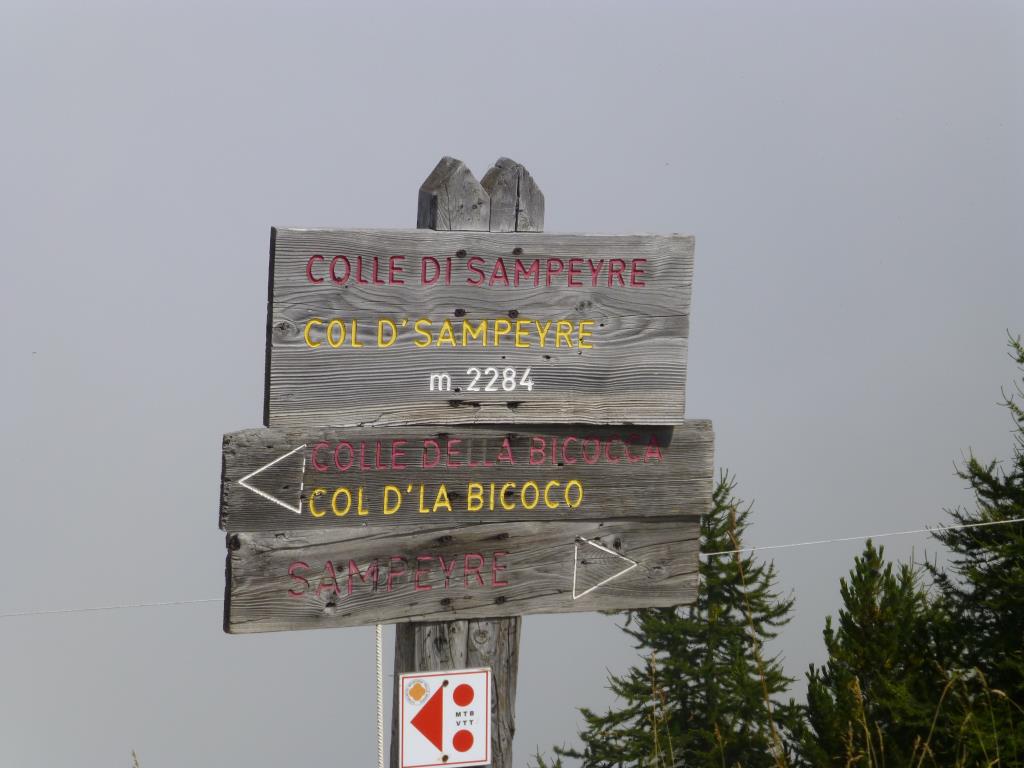 COLLE DI SAMPEYRE
COL D'SAMPEYRE
m. 2284
COLLE DELLA BICOCCA
COL D'LA BICOCO
SAMPEYRE
MTB
VTT